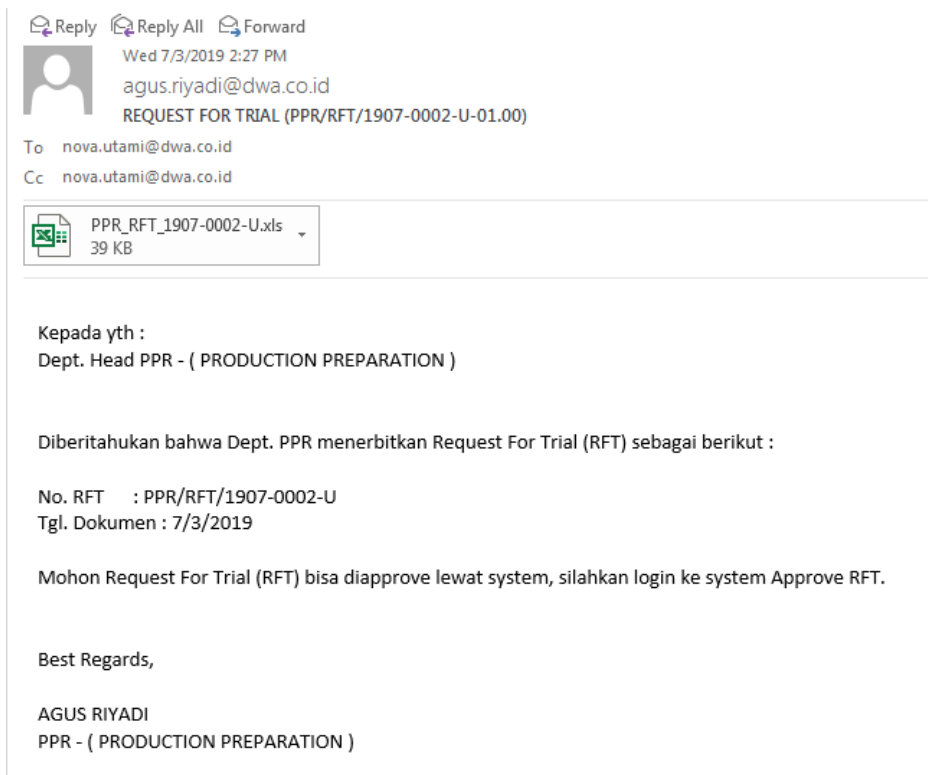 Reply Reply All Forward
Wed 7/3/2019 2:27 PM
agus.riyadi@dwa.co.id
REQUEST FOR TRIAL (PPR/RFT/1907-0002-U-01.00)
To nova.utami@dwa.co.id
Cc nova.utami@dwa.co.id
PPR_RFT_1907-0002-U.xls
39 KB
Kepada yth :
Dept. Head PPR - ( PRODUCTION PREPARATION )
Diberitahukan bahwa Dept. PPR menerbitkan Request For Trial (RFT) sebagai berikut :
No. RFT : PPR/RFT/1907-0002-U
Tgl. Dokumen : 7/3/2019
Mohon Request For Trial (RFT) bisa diapprove lewat system, silahkan login ke system Approve RFT.
Best Regards,
AGUS RIYADI
PPR - ( PRODUCTION PREPARATION )